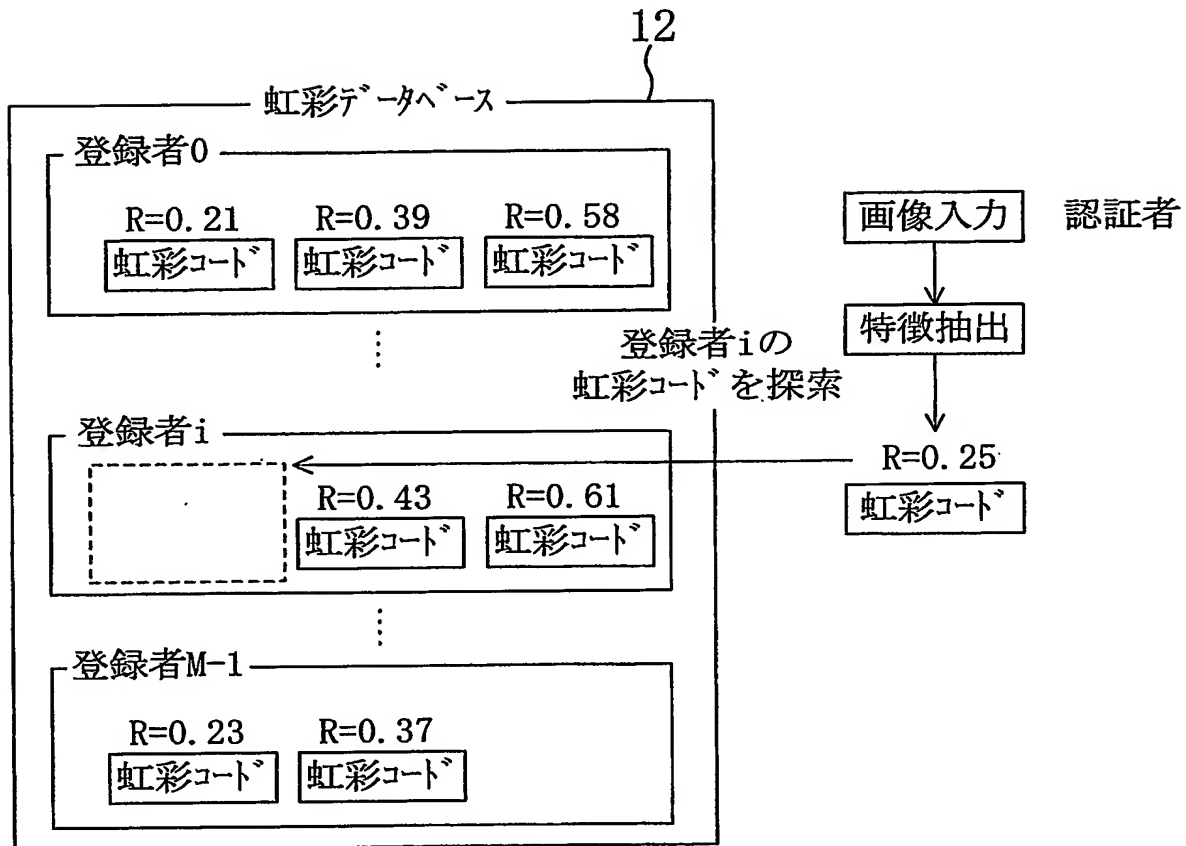 12
虹彩ﾃﾞｰﾀﾍﾞｰｽ
登録者0
R=0.21 R=0.39 R=0.58
虹彩ｺｰﾄﾞ 虹彩ｺｰﾄﾞ 虹彩ｺｰﾄﾞ
画像入力 認証者
特徴抽出
登録者iの
虹彩ｺｰﾄﾞを探索
登録者i
R=0.43 R=0.61
虹彩ｺｰﾄﾞ 虹彩ｺｰﾄﾞ
R=0.25
虹彩ｺｰﾄﾞ
登録者M-1
R=0.23 R=0.37
虹彩ｺｰﾄﾞ 虹彩ｺｰﾄﾞ